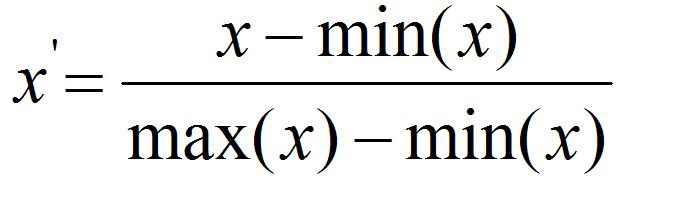 x' = x − min(x) / max(x) − min(x)